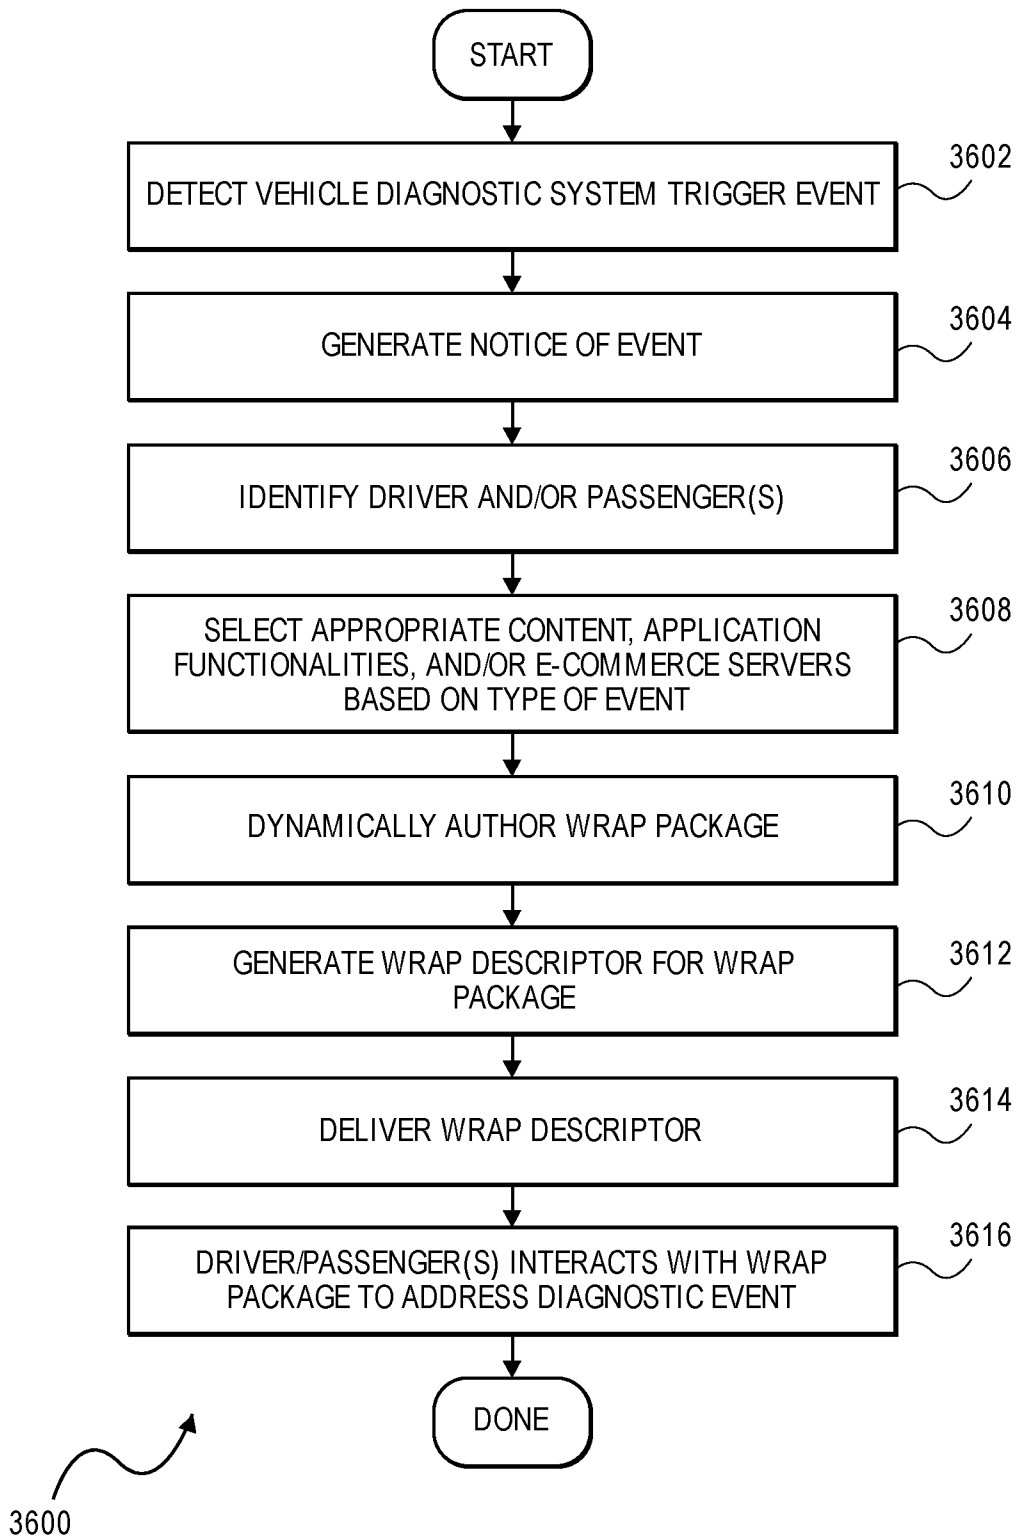 START
3602
DETECT VEHICLE DIAGNOSTIC SYSTEM TRIGGER EVENT
3604
GENERATE NOTICE OF EVENT
3606
IDENTIFY DRIVER AND/OR PASSENGER(S)
3608
SELECT APPROPRIATE CONTENT, APPLICATION
FUNCTIONALITIES, AND/OR E-COMMERCE SERVERS
BASED ON TYPE OF EVENT
3610
DYNAMICALLY AUTHOR WRAP PACKAGE
3612
GENERATE WRAP DESCRIPTOR FOR WRAP
PACKAGE
3614
DELIVER WRAP DESCRIPTOR
3616
DRIVER/PASSENGER(S) INTERACTS WITH WRAP
PACKAGE TO ADDRESS DIAGNOSTIC EVENT
DONE
3600